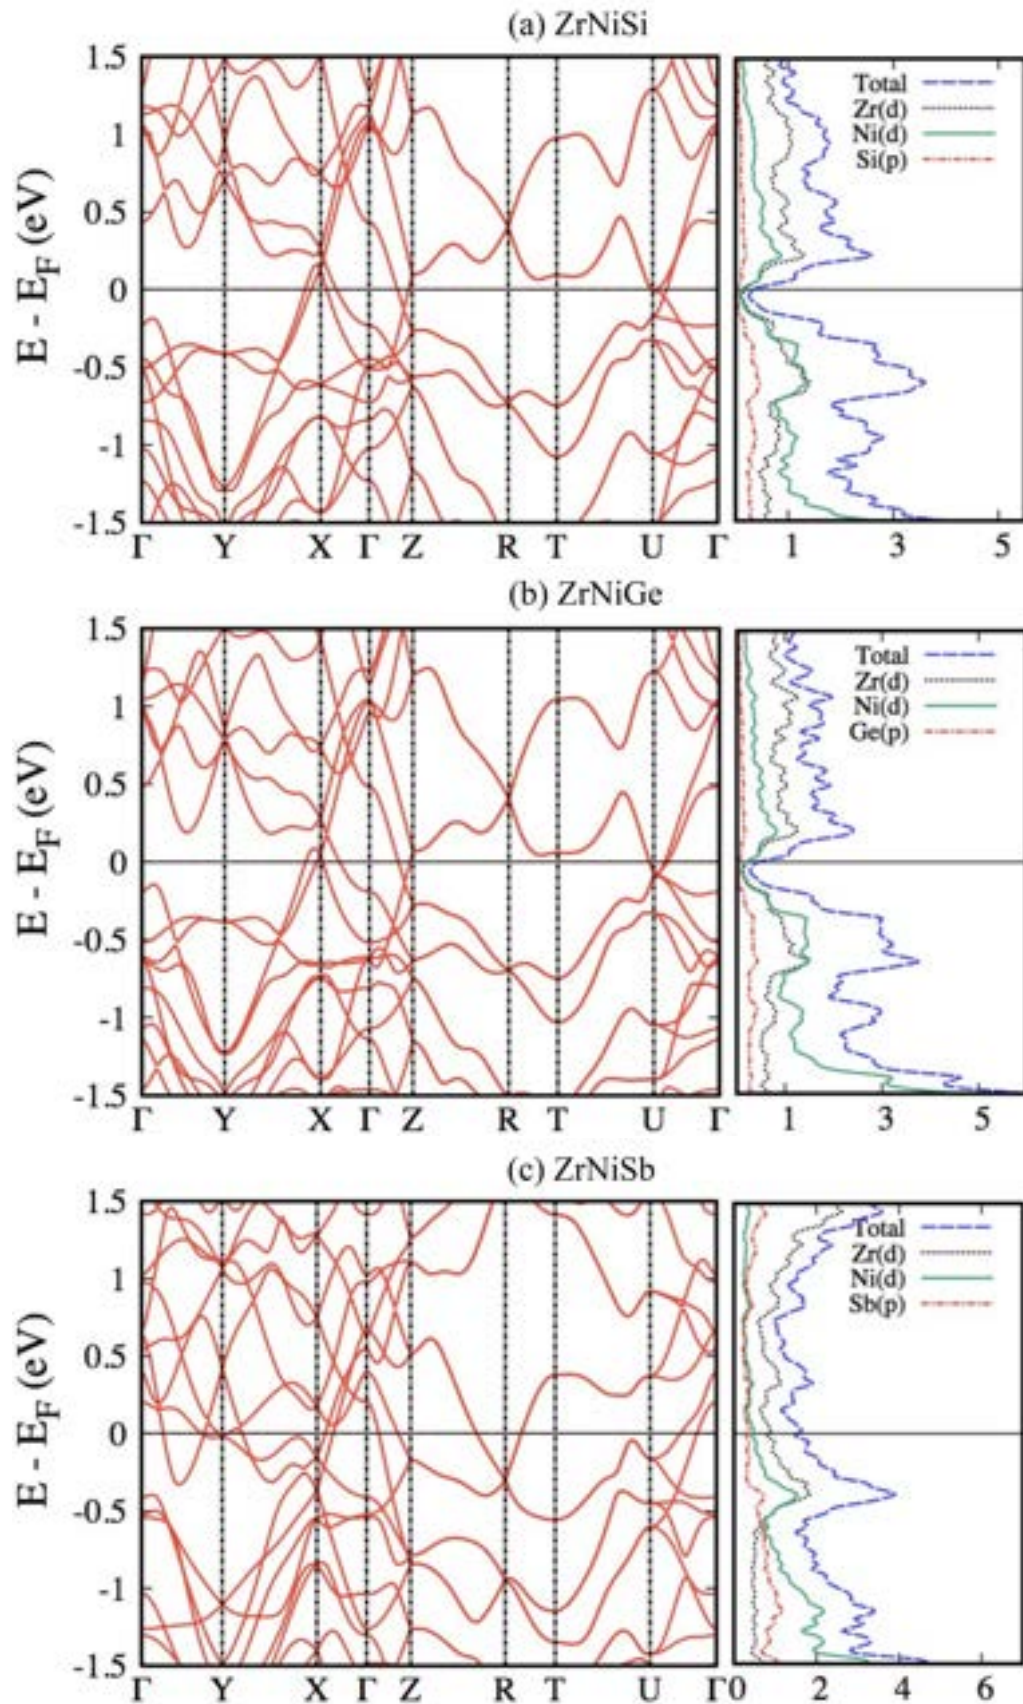 (a) ZrNiSi
E - E_F (eV)
1.5
1
0.5
0
-0.5
-1
-1.5
Γ Y X Γ Z R T U Γ
Total
Zr(d)
Ni(d)
Si(p)
1 3 5
(b) ZrNiGe
E - E_F (eV)
1.5
1
0.5
0
-0.5
-1
-1.5
Γ Y X Γ Z R T U Γ
Total
Zr(d)
Ni(d)
Ge(p)
1 3 5
(c) ZrNiSb
E - E_F (eV)
1.5
1
0.5
0
-0.5
-1
-1.5
Γ Y X Γ Z R T U Γ
Total
Zr(d)
Ni(d)
Sb(p)
0 2 4 6